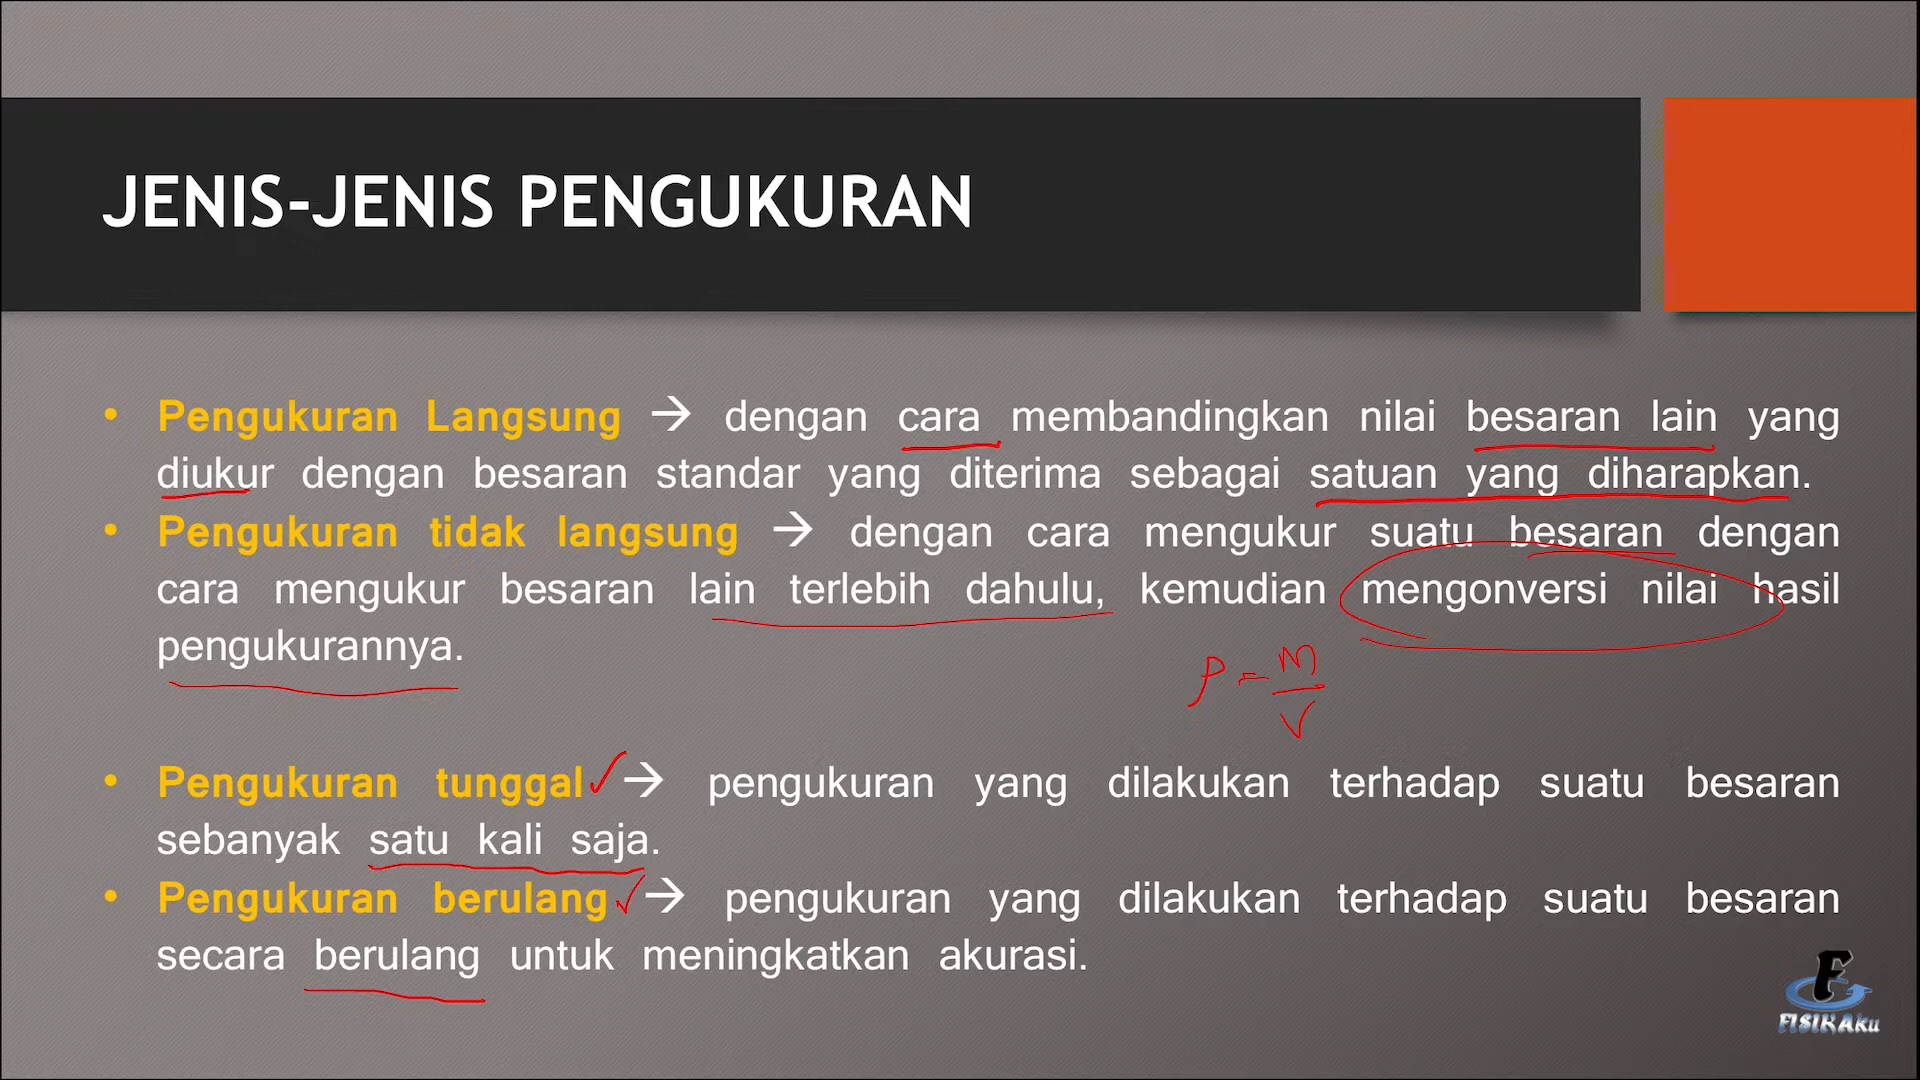 JENIS-JENIS PENGUKURAN
• Pengukuran Langsung → dengan cara membandingkan nilai besaran lain yang
diukur dengan besaran standar yang diterima sebagai satuan yang diharapkan.
• Pengukuran tidak langsung → dengan cara mengukur suatu besaran dengan
cara mengukur besaran lain terlebih dahulu, kemudian mengonversi nilai hasil
pengukurannya.
ρ = m
V
• Pengukuran tunggal ✓ → pengukuran yang dilakukan terhadap suatu besaran
sebanyak satu kali saja.
• Pengukuran berulang ✓ → pengukuran yang dilakukan terhadap suatu besaran
secara berulang untuk meningkatkan akurasi.
F
FISIKAku